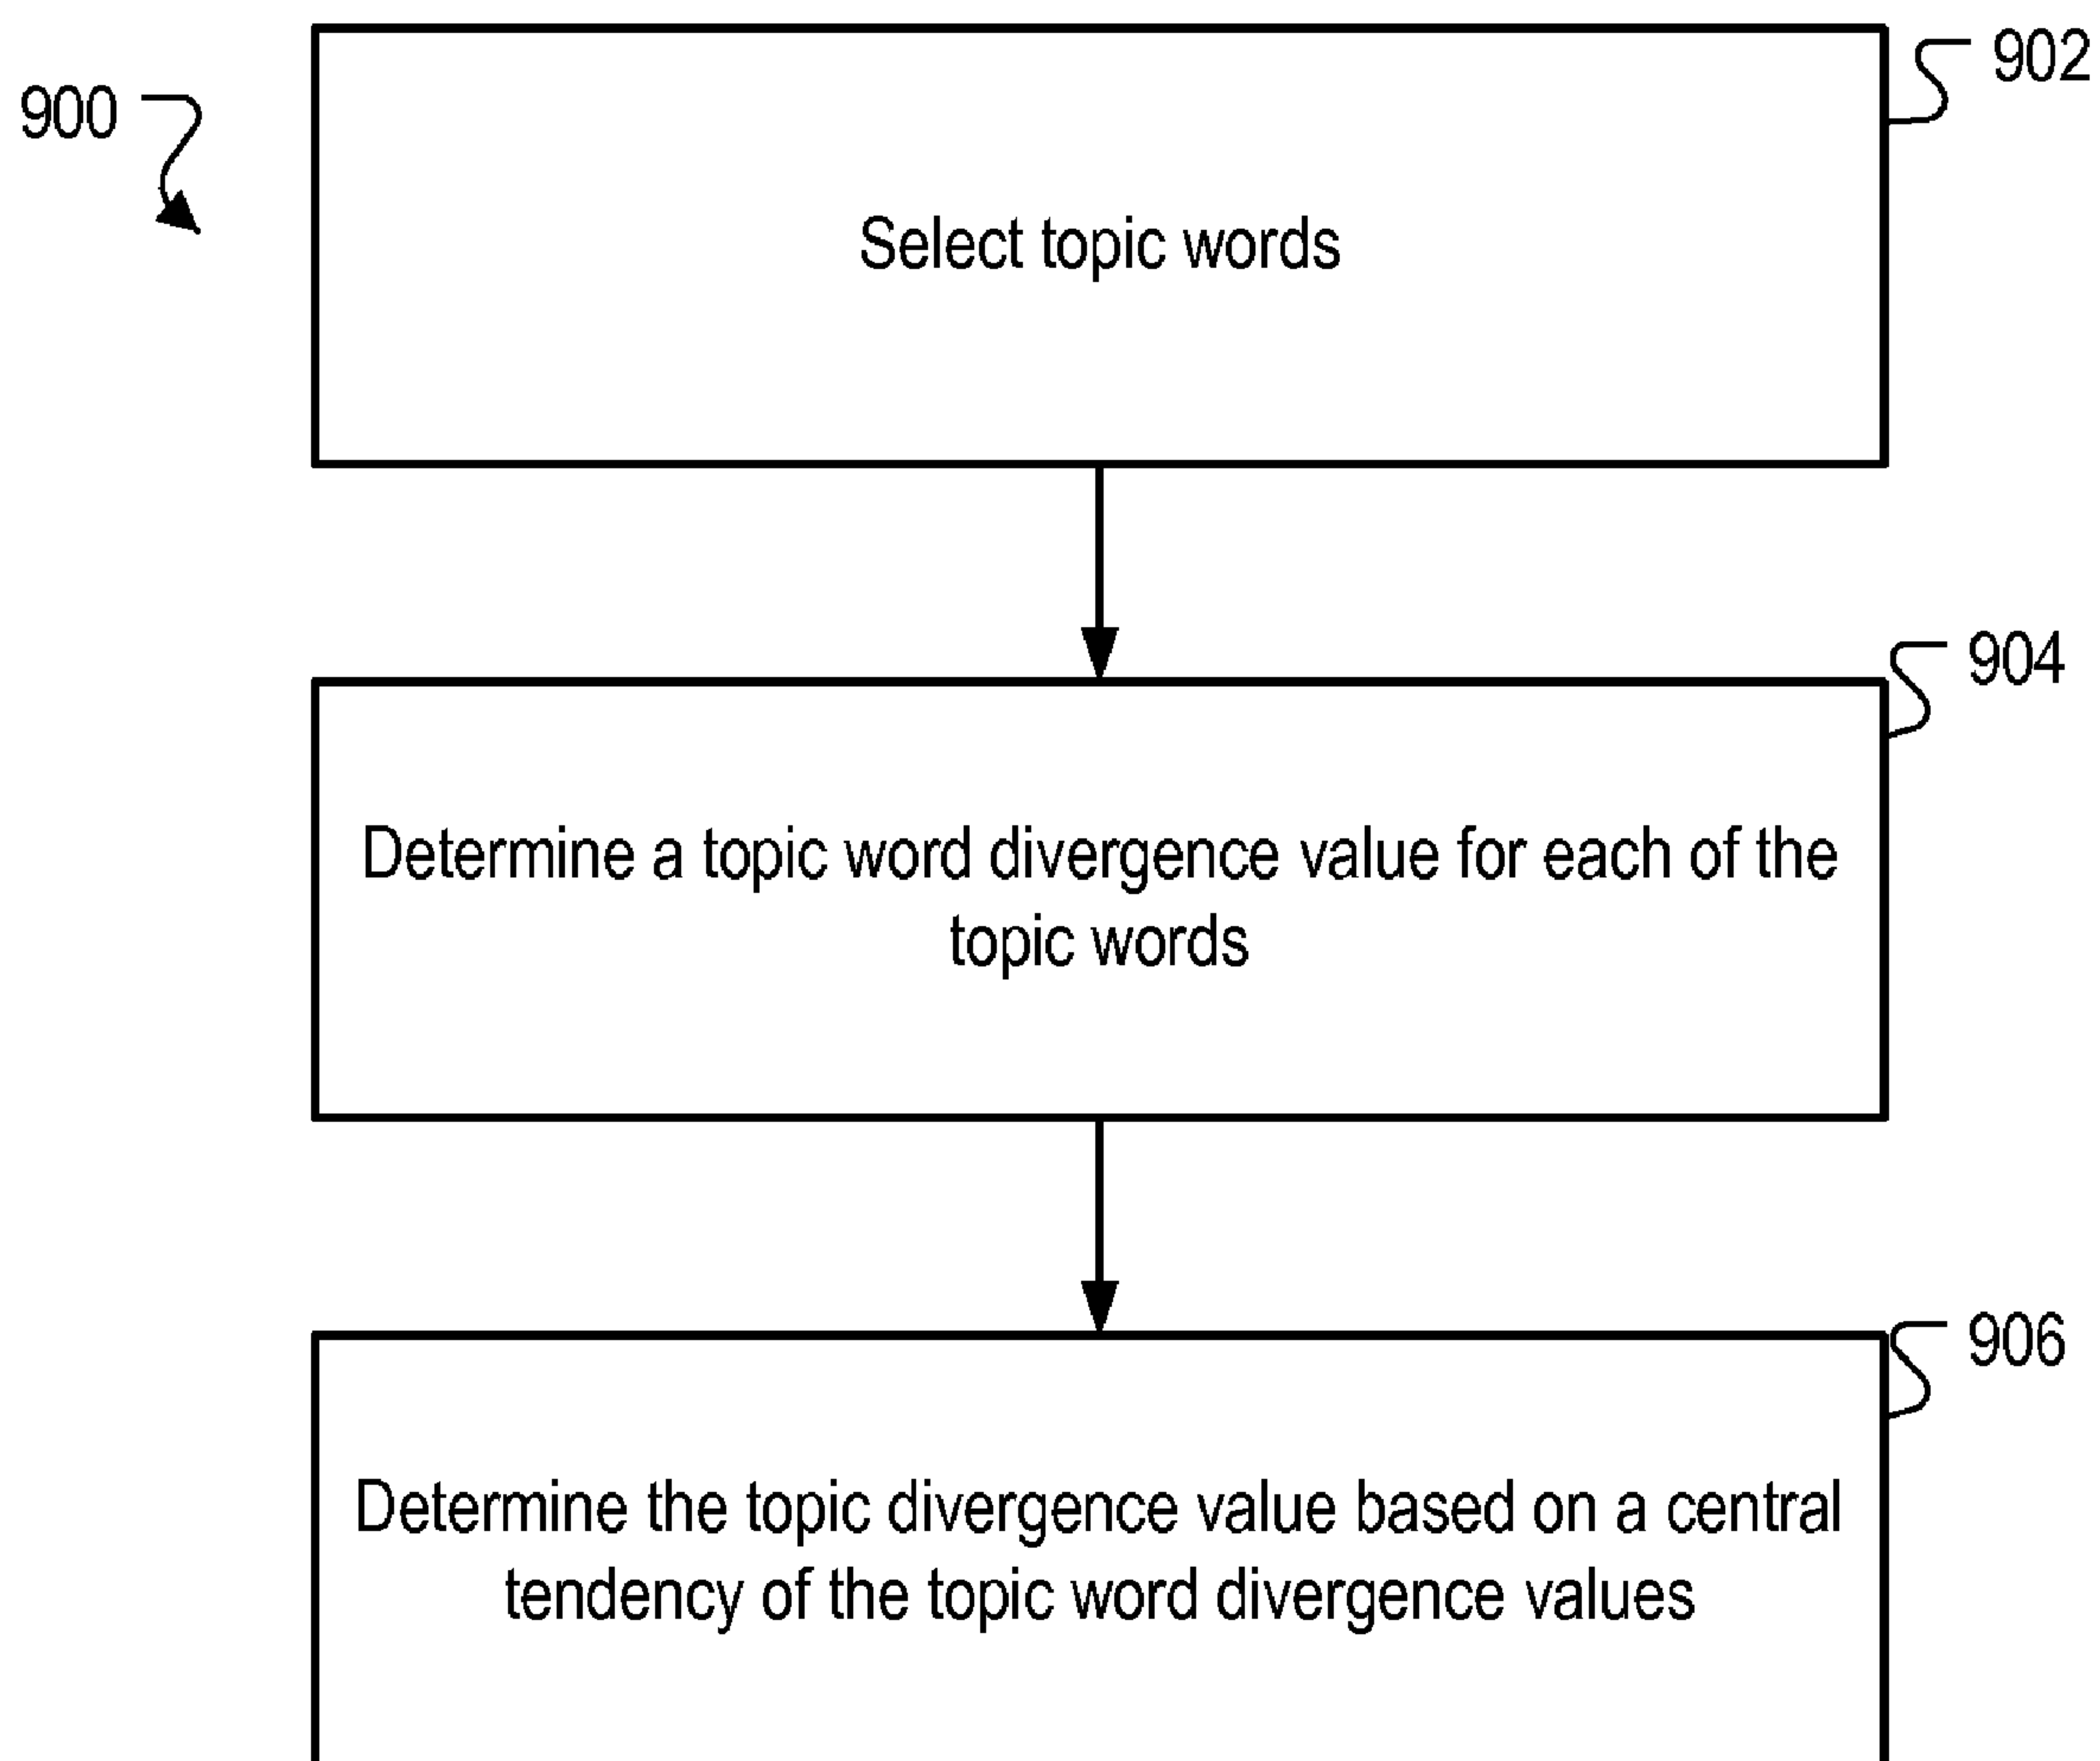 900
902
Select topic words
904
Determine a topic word divergence value for each of the
topic words
906
Determine the topic divergence value based on a central
tendency of the topic word divergence values